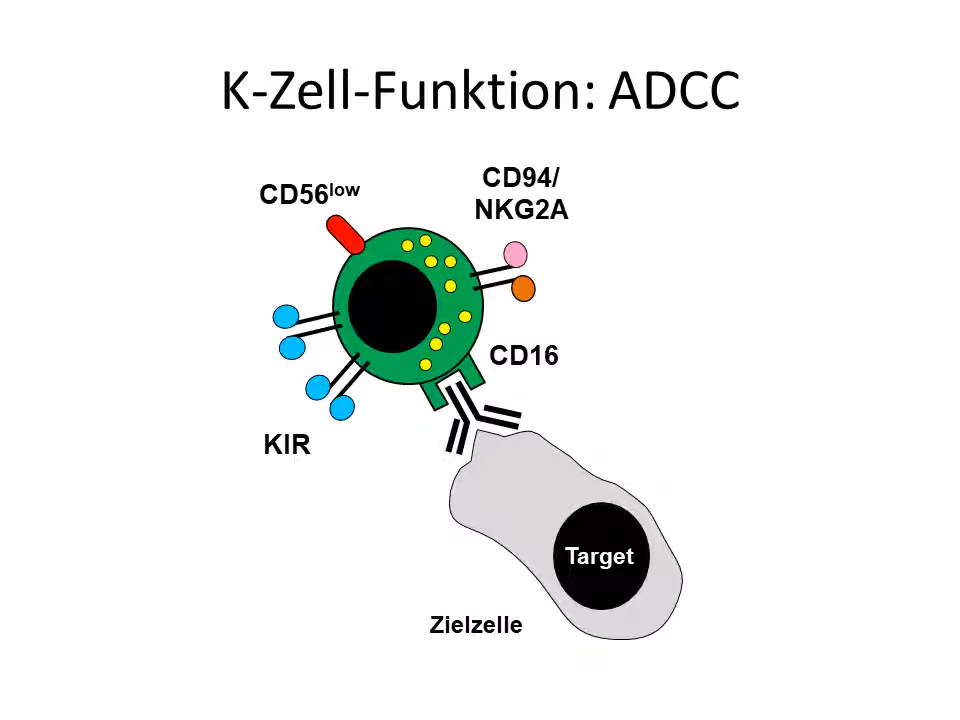 K-Zell-Funktion: ADCC
CD56low
CD94/
NKG2A
CD16
KIR
Target
Zielzelle